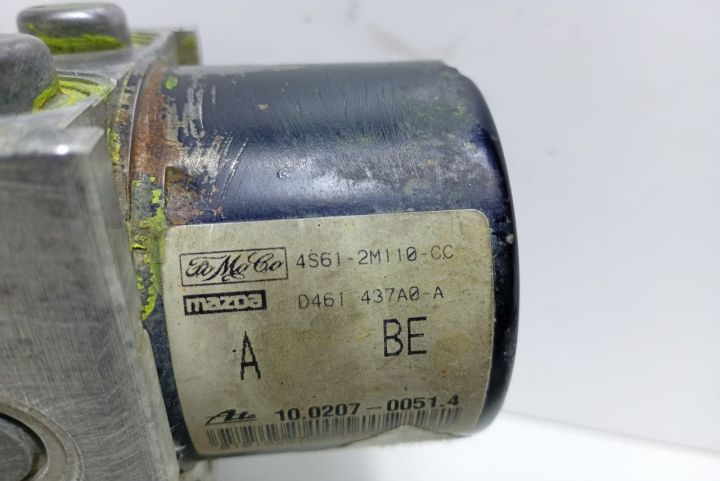 FoMoCo 4S61-2M110-CC
mazda D461 437A0-A
A BE
Ate 10.0207-0051.4